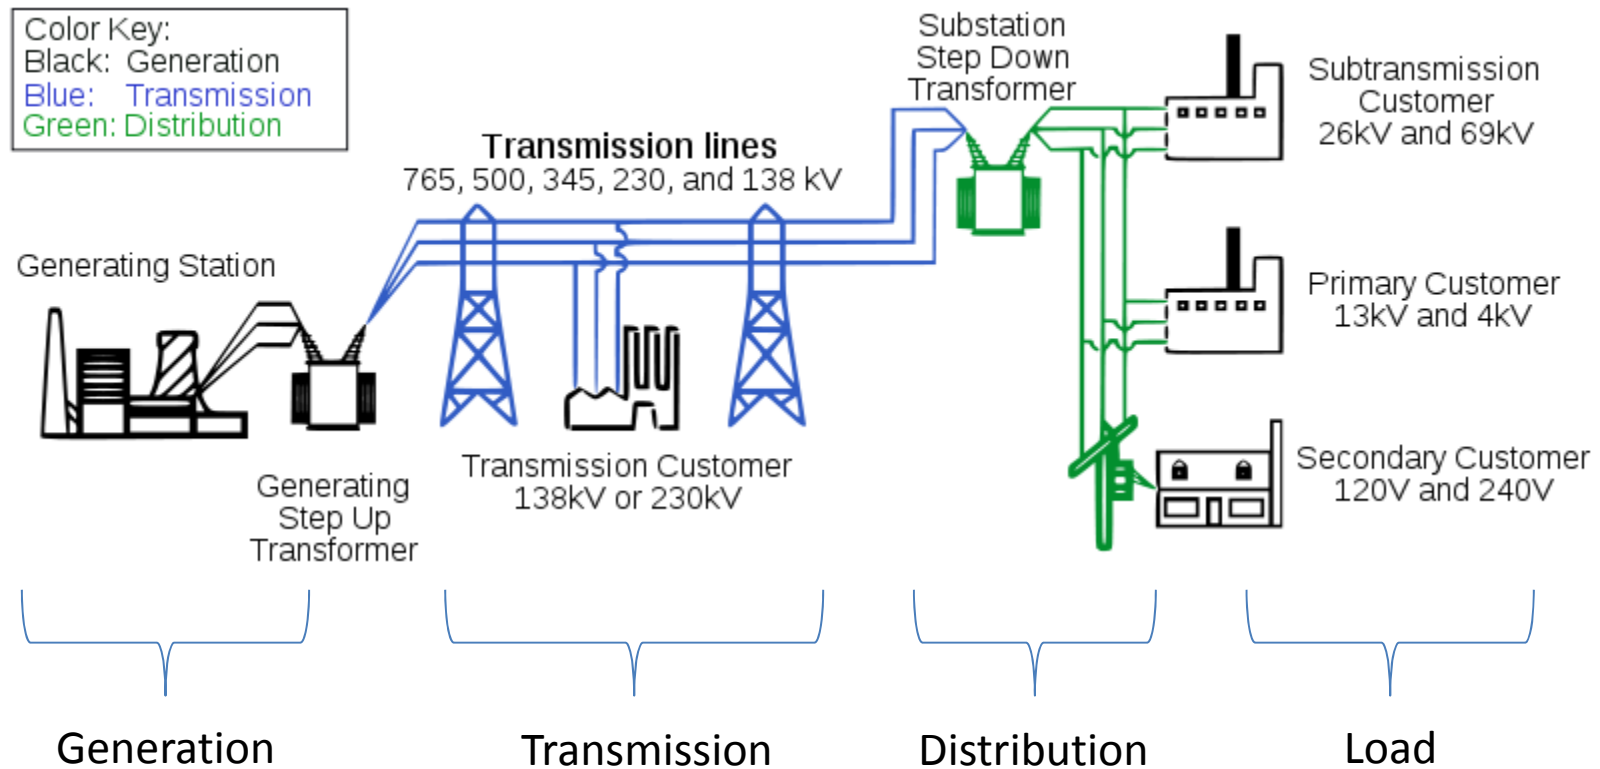 Color Key:
Black: Generation
Blue: Transmission
Green: Distribution
Substation
Step Down
Transformer
Subtransmission
Customer
26kV and 69kV
Transmission lines
765, 500, 345, 230, and 138 kV
Generating Station
Primary Customer
13kV and 4kV
Transmission Customer
138kV or 230kV
Secondary Customer
120V and 240V
Generating
Step Up
Transformer
Generation
Transmission
Distribution
Load